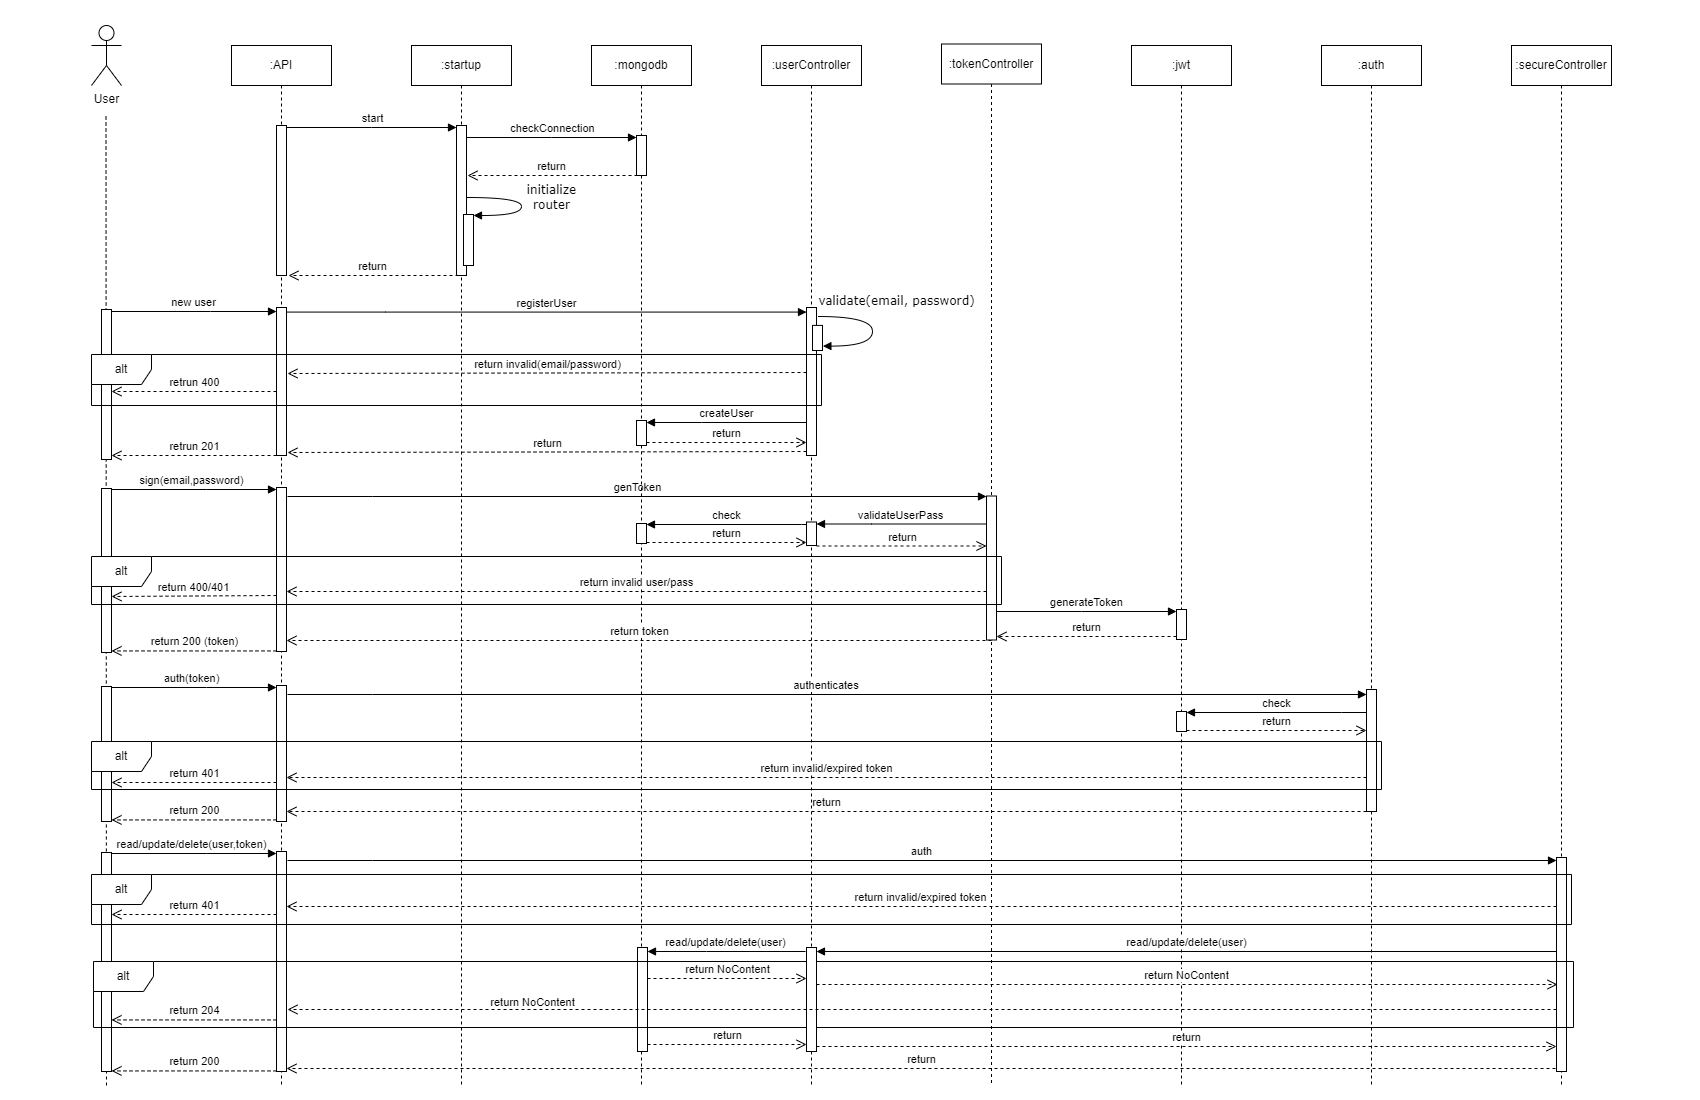 User
:API
:startup
:mongodb
:userController
:tokenController
:jwt
:auth
:secureController
start
checkConnection
return
initialize
router
return
new user
registerUser
validate(email, password)
alt
return invalid(email/password)
retrun 400
createUser
return
return
retrun 201
sign(email,password)
genToken
check
validateUserPass
return
return
alt
return invalid user/pass
return 400/401
generateToken
return
return token
return 200 (token)
auth(token)
authenticates
check
return
alt
return invalid/expired token
return 401
return
return 200
read/update/delete(user,token)
auth
alt
return invalid/expired token
return 401
read/update/delete(user)
read/update/delete(user)
alt
return NoContent
return NoContent
return NoContent
return 204
return
return
return
return 200